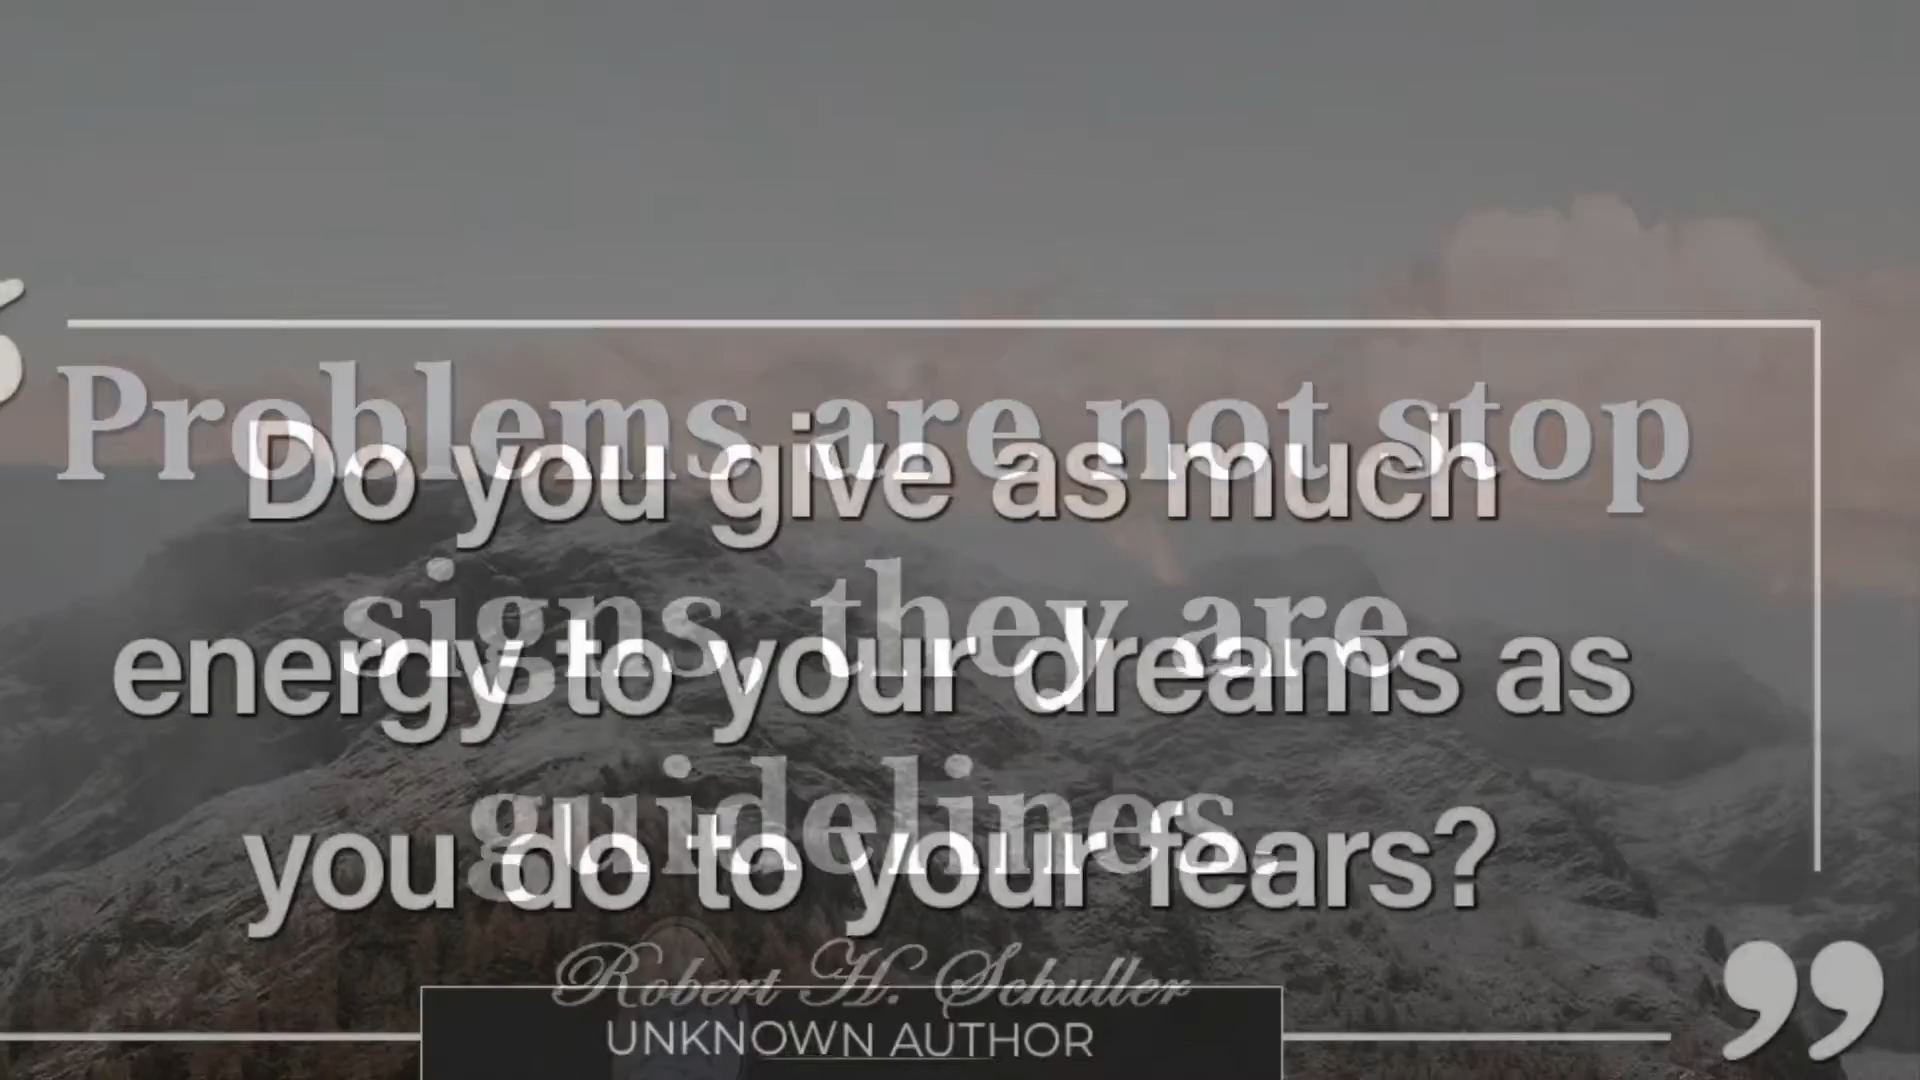 Problems are not stop
signs, they are
guidelines.
Robert H. Schuller
Do you give as much
energy to your dreams as
you do to your fears?
UNKNOWN AUTHOR